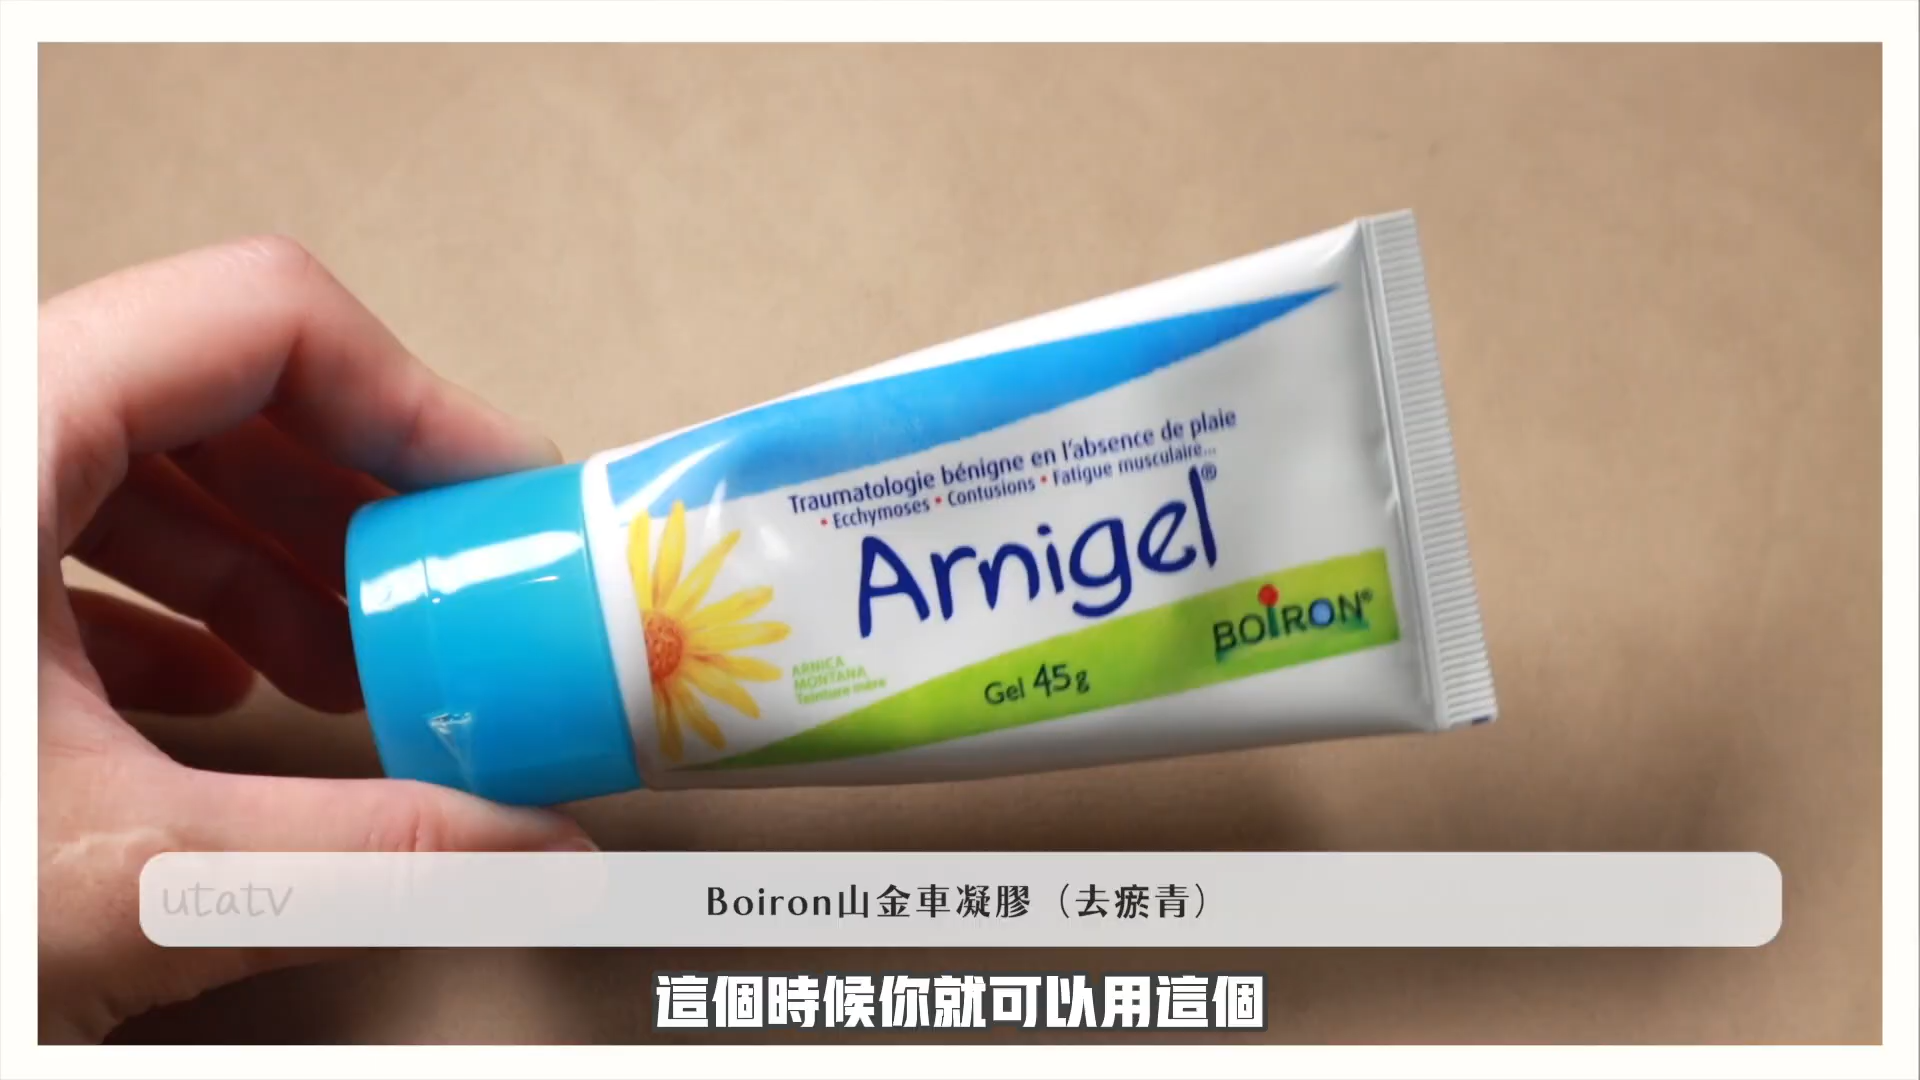 Traumatologie bénigne en l'absence de plaie
• Ecchymoses • Contusions • Fatigue musculaire...
Arnigel®
ARNICA
MONTANA
Teinture mère
Gel 45g
BOIRON®
utatv
Boiron山金車凝膠（去瘀青）
這個時候你就可以用這個